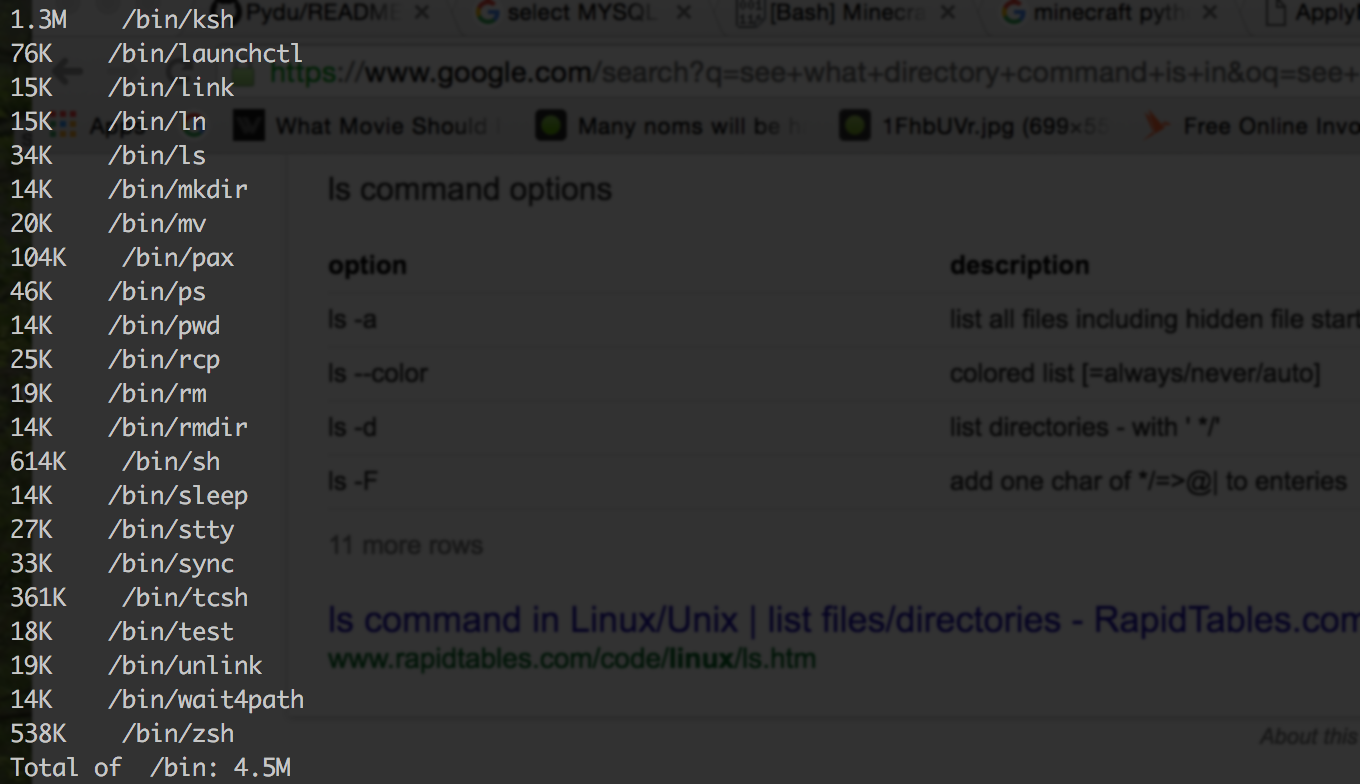 1.3M /bin/ksh
76K /bin/launchctl
15K /bin/link
15K /bin/ln
34K /bin/ls
14K /bin/mkdir
20K /bin/mv
104K /bin/pax
46K /bin/ps
14K /bin/pwd
25K /bin/rcp
19K /bin/rm
14K /bin/rmdir
614K /bin/sh
14K /bin/sleep
27K /bin/stty
33K /bin/sync
361K /bin/tcsh
18K /bin/test
19K /bin/unlink
14K /bin/wait4path
538K /bin/zsh
Total of /bin: 4.5M
Pydu/README select MYSQL [Bash] Minecra minecraft pyth
https://www.google.com/search?q=see+what+directory+command+is+in&oq=see+
What Movie Should Many noms will be 1FhbUVr.jpg (699×55 Free Online Invo
ls command options
option description
ls -a list all files including hidden file start
ls --color colored list [=always/never/auto]
ls -d list directories - with ' */'
ls -F add one char of */=>@| to enteries
11 more rows
ls command in Linux/Unix | list files/directories - RapidTables.com
www.rapidtables.com/code/linux/ls.htm
About this